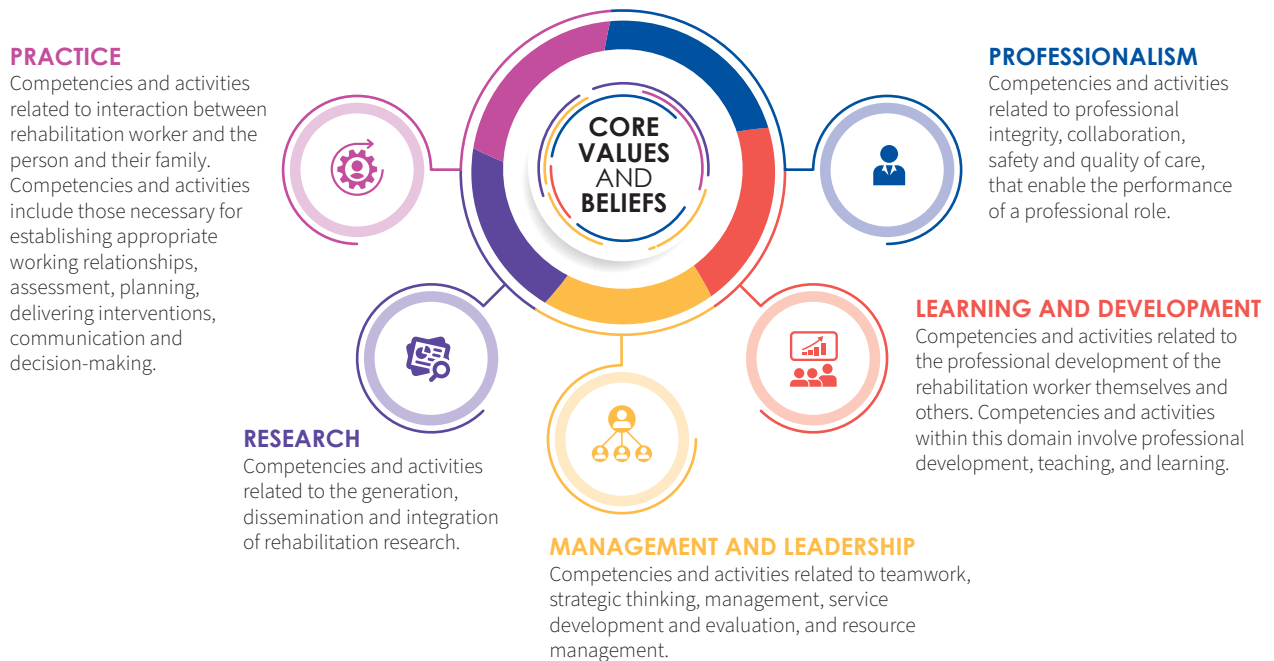 PRACTICE
Competencies and activities
related to interaction between
rehabilitation worker and the
person and their family.
Competencies and activities
include those necessary for
establishing appropriate
working relationships,
assessment, planning,
delivering interventions,
communication and
decision-making.
CORE
VALUES
AND
BELIEFS
PROFESSIONALISM
Competencies and activities
related to professional
integrity, collaboration,
safety and quality of care,
that enable the performance
of a professional role.
LEARNING AND DEVELOPMENT
Competencies and activities related to
the professional development of the
rehabilitation worker themselves and
others. Competencies and activities
within this domain involve professional
development, teaching, and learning.
RESEARCH
Competencies and activities
related to the generation,
dissemination and integration
of rehabilitation research.
MANAGEMENT AND LEADERSHIP
Competencies and activities related to teamwork,
strategic thinking, management, service
development and evaluation, and resource
management.